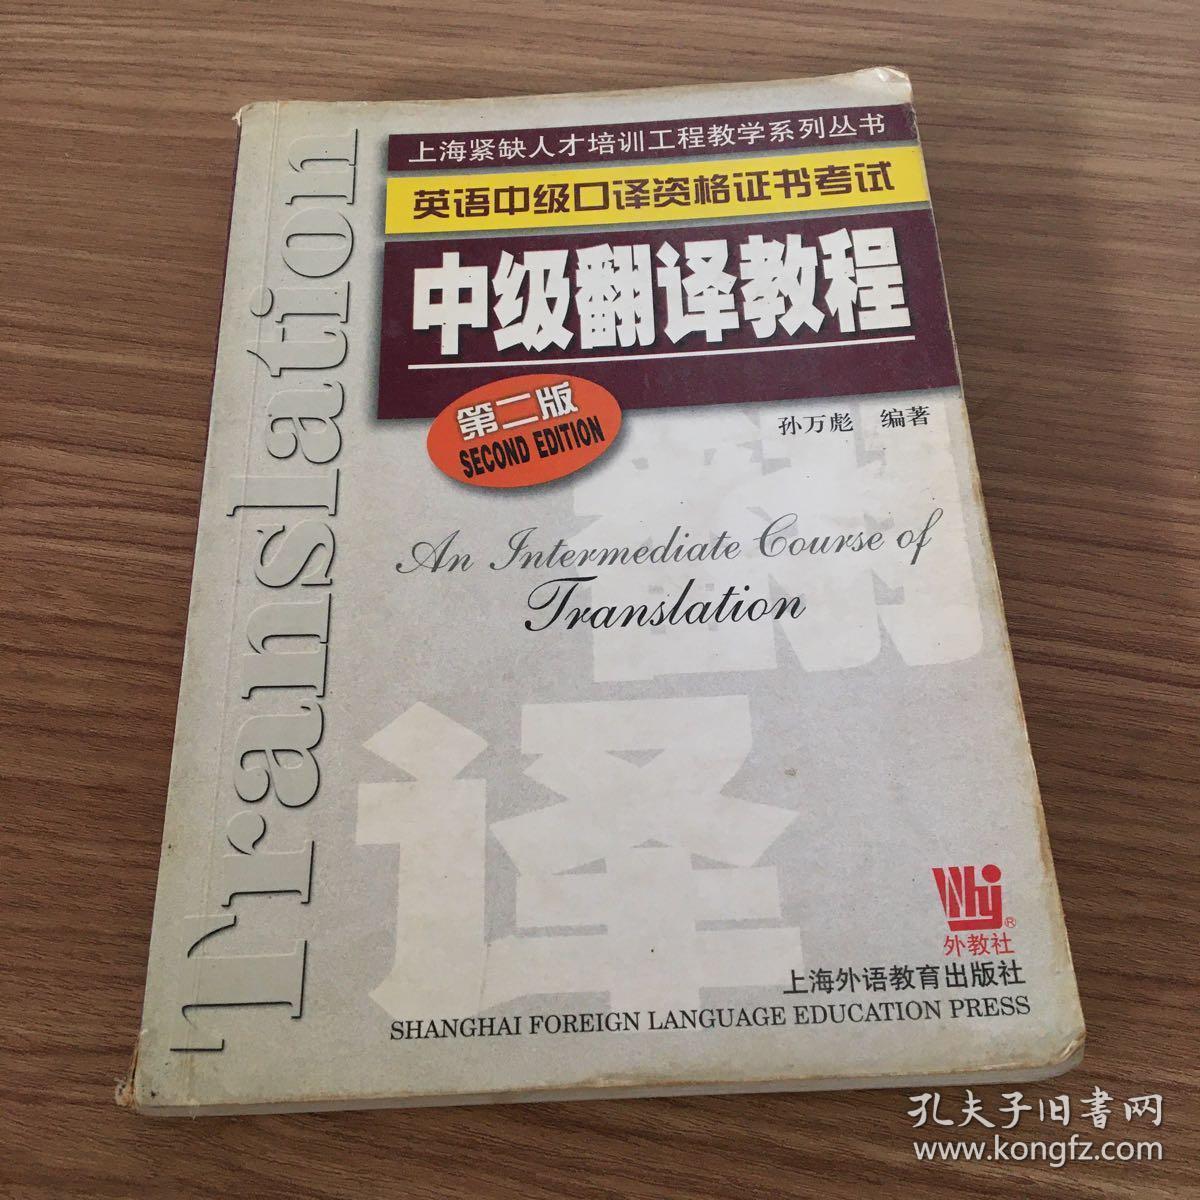 Translation
上海紧缺人才培训工程教学系列丛书
英语中级口译资格证书考试
中级翻译教程
第二版
SECOND EDITION
孙万彪 编著
翻
译
An Intermediate Course of
Translation
Why®
外教社
上海外语教育出版社
SHANGHAI FOREIGN LANGUAGE EDUCATION PRESS
孔夫子旧書网
www.kongfz.com